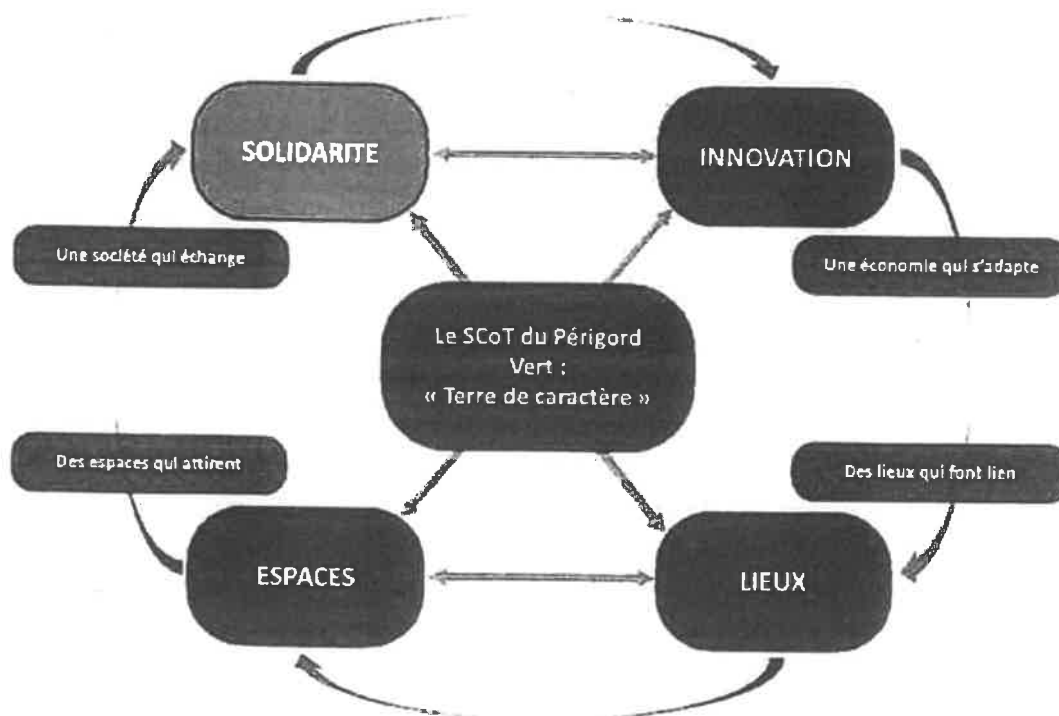 SOLIDARITE
INNOVATION
Une société qui échange
Une économie qui s'adapte
Le SCoT du Périgord
Vert :
« Terre de caractère »
Des espaces qui attirent
Des lieux qui font lien
ESPACES
LIEUX